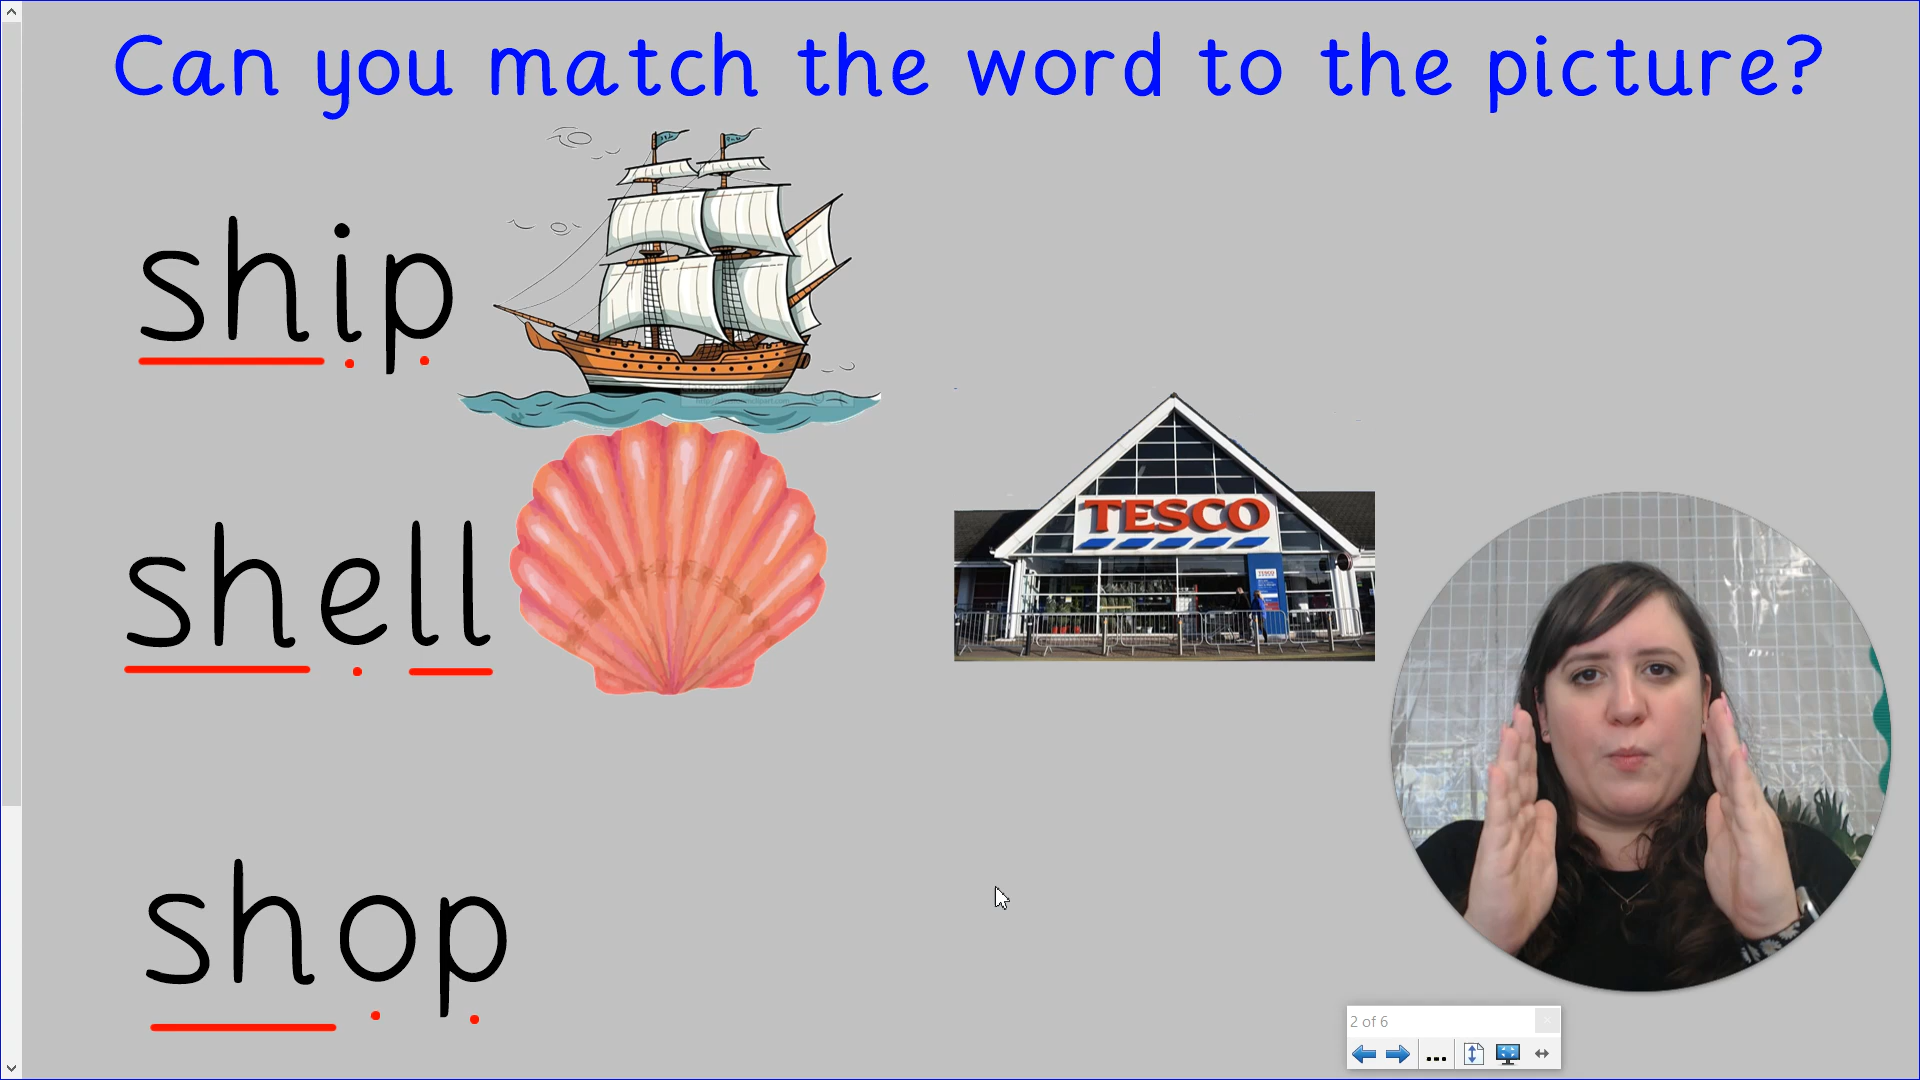 Can you match the word to the picture?
ship
shell
TESCO
shop
2 of 6